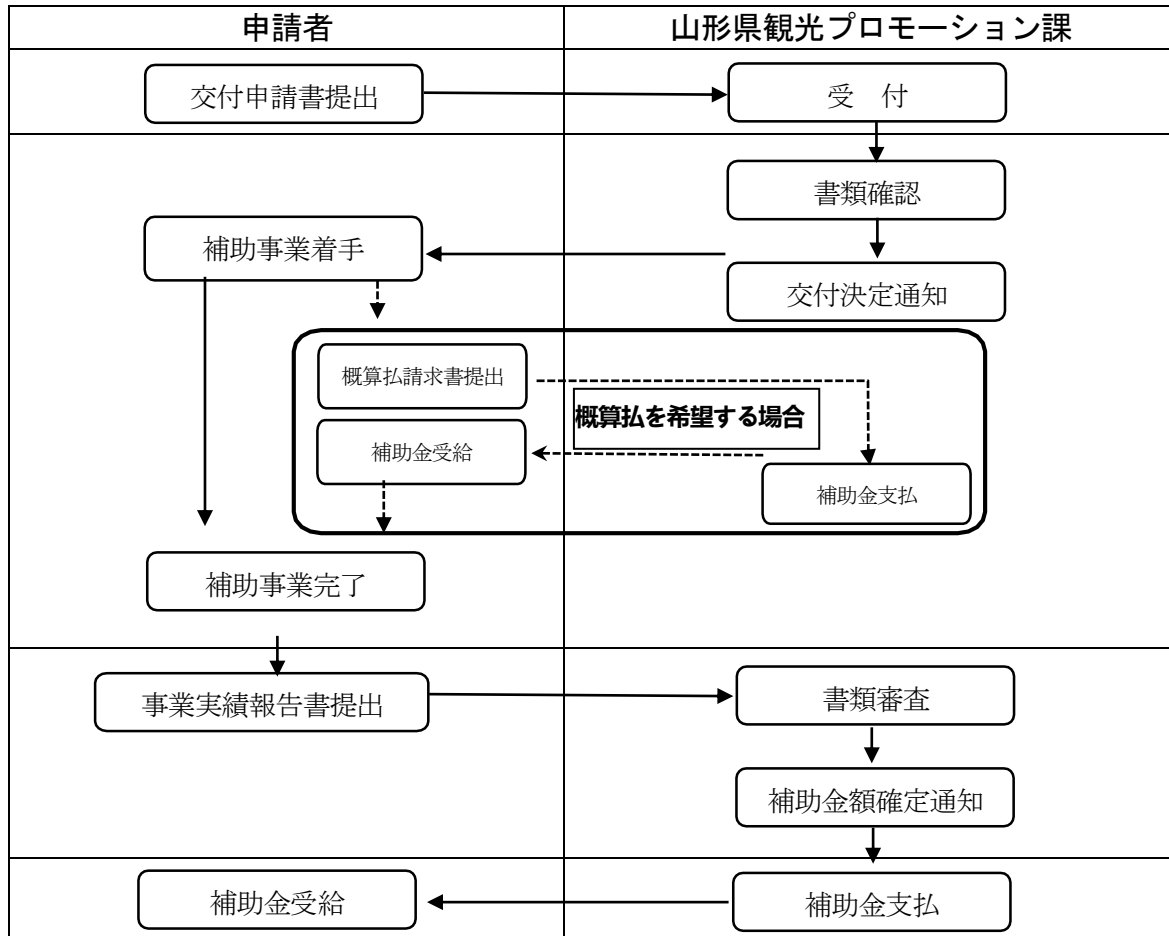 申請者
山形県観光プロモーション課
交付申請書提出
受　付
書類確認
補助事業着手
交付決定通知
概算払請求書提出
概算払を希望する場合
補助金受給
補助金支払
補助事業完了
事業実績報告書提出
書類審査
補助金額確定通知
補助金受給
補助金支払